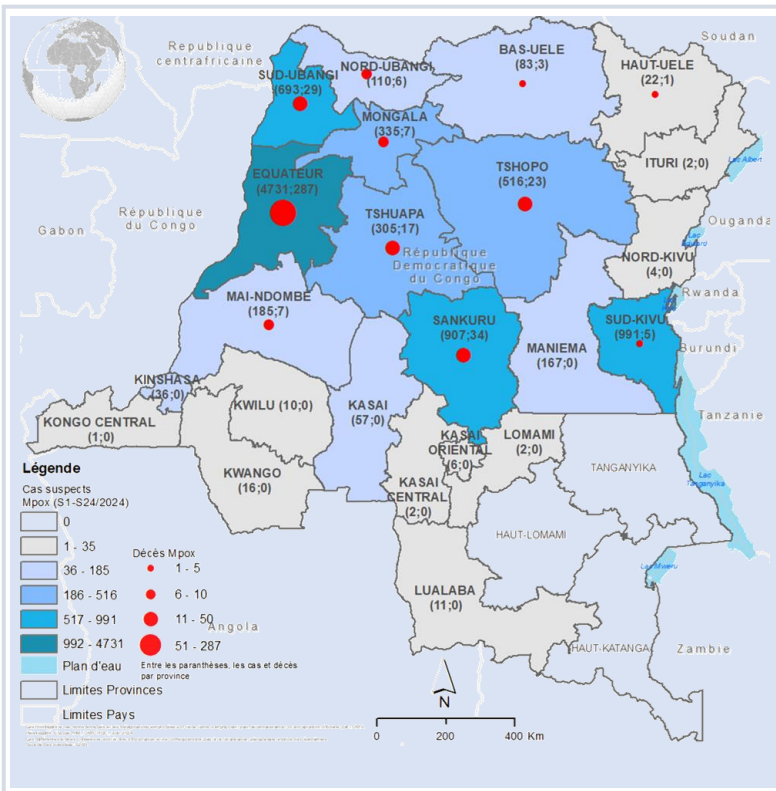 Soudan
République
centrafricaine
NORD-UBANGI
(110;6)
BAS-UELE
(83;3)
HAUT-UELE
(22;1)
SUD-UBANGI
(693;29)
MONGALA
(335;7)
ITURI (2;0)
Lac Albert
EQUATEUR
(4731;287)
TSHOPO
(516;23)
République
du Congo
Gabon
TSHUAPA
(305;17)
Ouganda
République
Democratique
du Congo
NORD-KIVU
(4;0)
MAI-NDOMBE
(185;7)
Rwanda
SANKURU
(907;34)
SUD-KIVU
(991;5)
MANIEMA
(167;0)
Burundi
KINSHASA
(36;0)
KWILU (10;0)
KASAI
(57;0)
Tanzanie
KONGO CENTRAL
(1;0)
KASAI
ORIENTAL
(6;0)
LOMAMI
(2;0)
KWANGO
(16;0)
KASAI
CENTRAL
(2;0)
TANGANYIKA
Lac
Tanganyika
HAUT-LOMAMI
Lac Mweru
LUALABA
(11;0)
Angola
HAUT-KATANGA
Zambie
Légende
Cas suspects
Mpox (S1-S24/2024)
0
1 - 35
36 - 185
186 - 516
517 - 991
992 - 4731
Plan d'eau
Limites Provinces
Limites Pays
Décès Mpox
1 - 5
6 - 10
11 - 50
51 - 287
Entre les paranthèses, les cas et décès
par province
N
0 200 400 Km